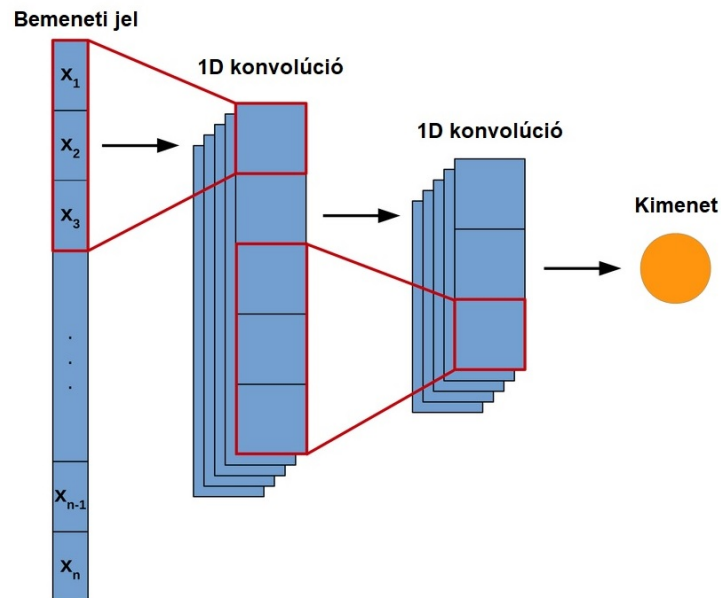 Bemeneti jel
1D konvolúció
1D konvolúció
Kimenet
x1
x2
x3
.
.
.
xn-1
xn